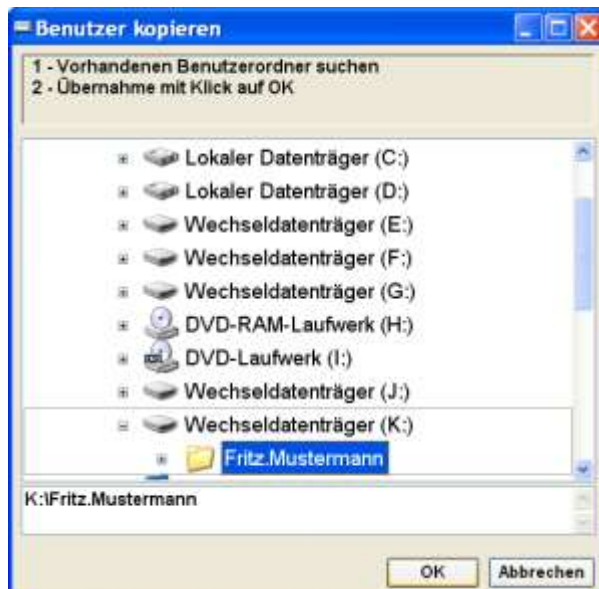 Benutzer kopieren
1 - Vorhandenen Benutzerordner suchen
2 - Übernahme mit Klick auf OK
Lokaler Datenträger (C:)
Lokaler Datenträger (D:)
Wechseldatenträger (E:)
Wechseldatenträger (F:)
Wechseldatenträger (G:)
DVD-RAM-Laufwerk (H:)
DVD-Laufwerk (I:)
Wechseldatenträger (J:)
Wechseldatenträger (K:)
Fritz.Mustermann
K:\Fritz.Mustermann
OK Abbrechen